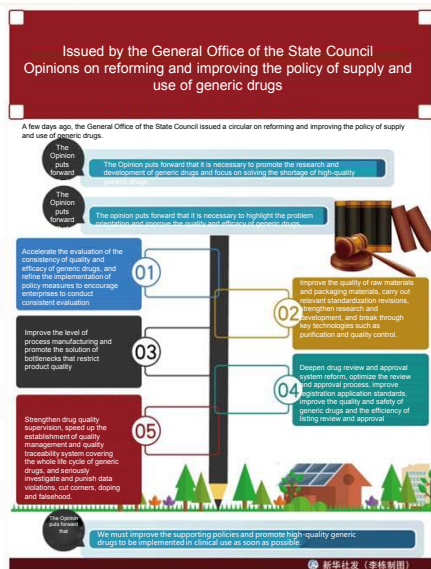 Issued by the General Office of the State Council
Opinions on reforming and improving the policy of supply and
use of generic drugs
A few days ago, the General Office of the State Council issued a circular on reforming and improving the policy of supply
and use of generic drugs.
The
Opinion
puts
forward
The Opinion puts forward that it is necessary to promote the research and
development of generic drugs and focus on solving the shortage of high-quality
generic drugs.
The
Opinion
puts
forward
The opinion puts forward that it is necessary to highlight the problem
orientation and improve the quality and efficacy of generic drugs.
Accelerate the evaluation of the
consistency of quality and
efficacy of generic drugs, and
refine the implementation of
policy measures to encourage
enterprises to conduct
consistent evaluation
01
Improve the quality of raw materials
and packaging materials, carry out
relevant standardization revisions,
strengthen research and
development, and break through
key technologies such as
purification and quality control.
02
Improve the level of
process manufacturing and
promote the solution of
bottlenecks that restrict
product quality
03
Deepen drug review and approval
system reform, optimize the review
and approval process, improve
registration application standards,
improve the quality and safety of
generic drugs and the efficiency of
listing review and approval
04
Strengthen drug quality
supervision, speed up the
establishment of quality
management and quality
traceability system covering
the whole life cycle of generic
drugs, and seriously
investigate and punish data
violations, cut corners, doping
and falsehood.
05
The Opinion
puts forward
that
We must improve the supporting policies and promote high-quality generic
drugs to be implemented in clinical use as soon as possible.
新华社发（李栋制图）